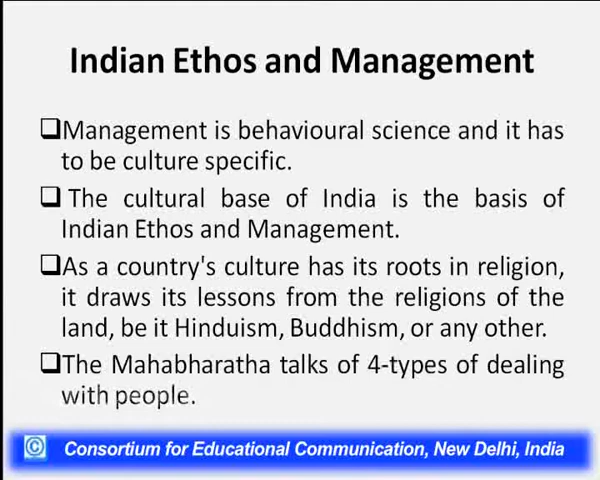 Indian Ethos and Management
❑Management is behavioural science and it has
to be culture specific.
❑ The cultural base of India is the basis of
Indian Ethos and Management.
❑As a country's culture has its roots in religion,
it draws its lessons from the religions of the
land, be it Hinduism, Buddhism, or any other.
❑The Mahabharatha talks of 4-types of dealing
with people.
© Consortium for Educational Communication, New Delhi, India